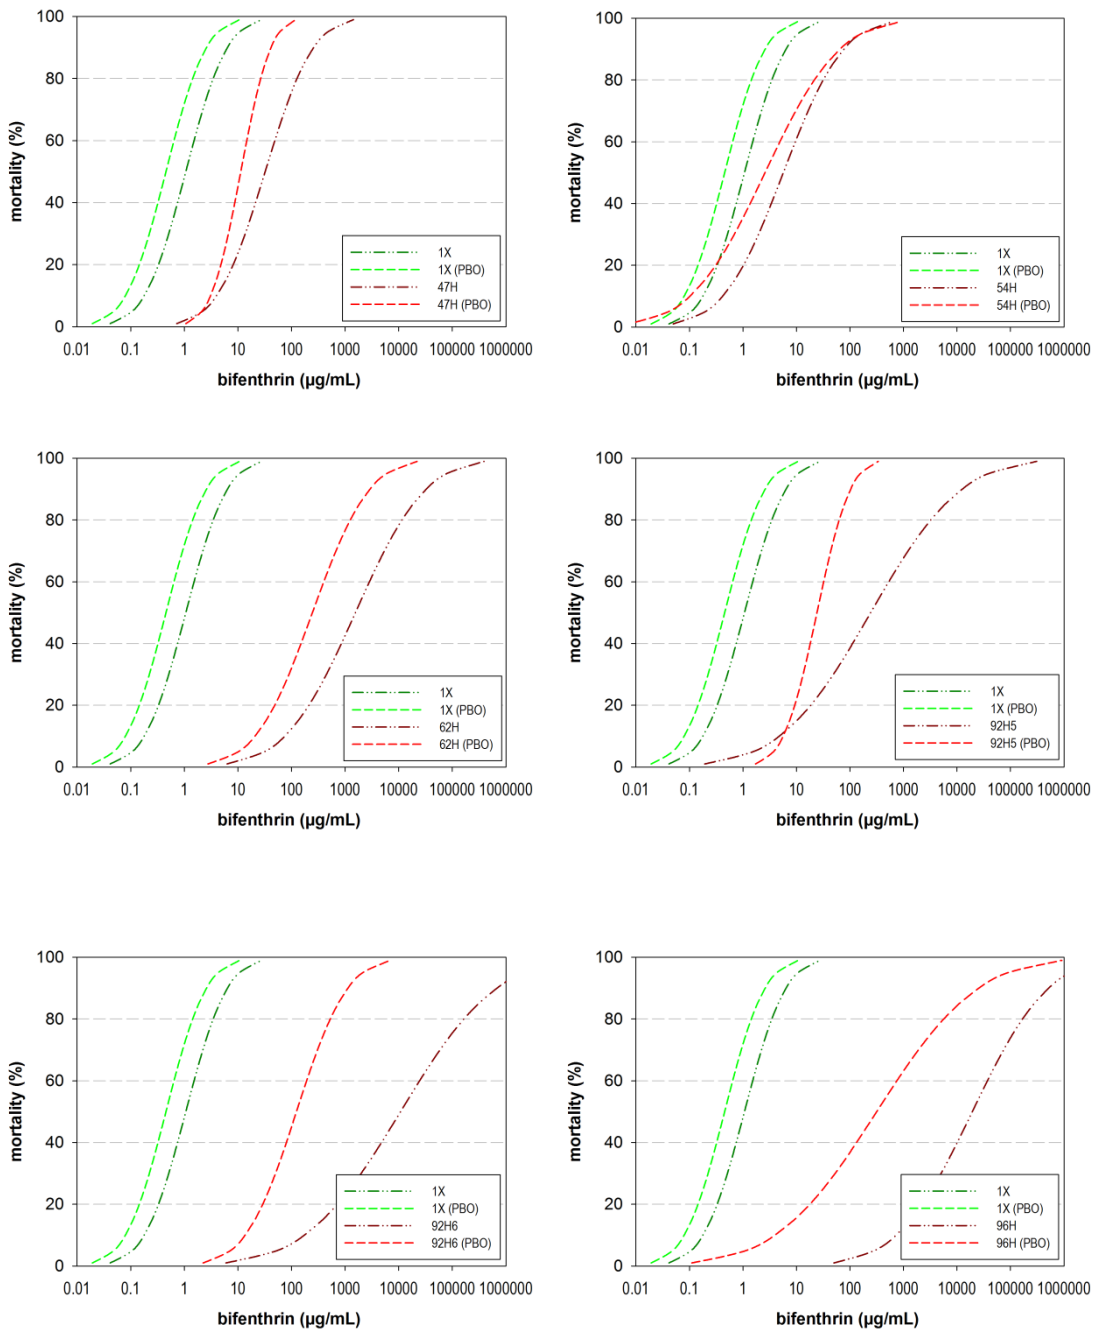 100
80
60
40
20
0
mortality (%)
1X
1X (PBO)
47H
47H (PBO)
0.01 0.1 1 10 100 1000 10000 100000 1000000
bifenthrin (µg/mL)
100
80
60
40
20
0
mortality (%)
1X
1X (PBO)
54H
54H (PBO)
0.01 0.1 1 10 100 1000 10000 100000 1000000
bifenthrin (µg/mL)
100
80
60
40
20
0
mortality (%)
1X
1X (PBO)
62H
62H (PBO)
0.01 0.1 1 10 100 1000 10000 100000 1000000
bifenthrin (µg/mL)
100
80
60
40
20
0
mortality (%)
1X
1X (PBO)
92H5
92H5 (PBO)
0.01 0.1 1 10 100 1000 10000 100000 1000000
bifenthrin (µg/mL)
100
80
60
40
20
0
mortality (%)
1X
1X (PBO)
92H6
92H6 (PBO)
0.01 0.1 1 10 100 1000 10000 100000 1000000
bifenthrin (µg/mL)
100
80
60
40
20
0
mortality (%)
1X
1X (PBO)
96H
96H (PBO)
0.01 0.1 1 10 100 1000 10000 100000 1000000
bifenthrin (µg/mL)